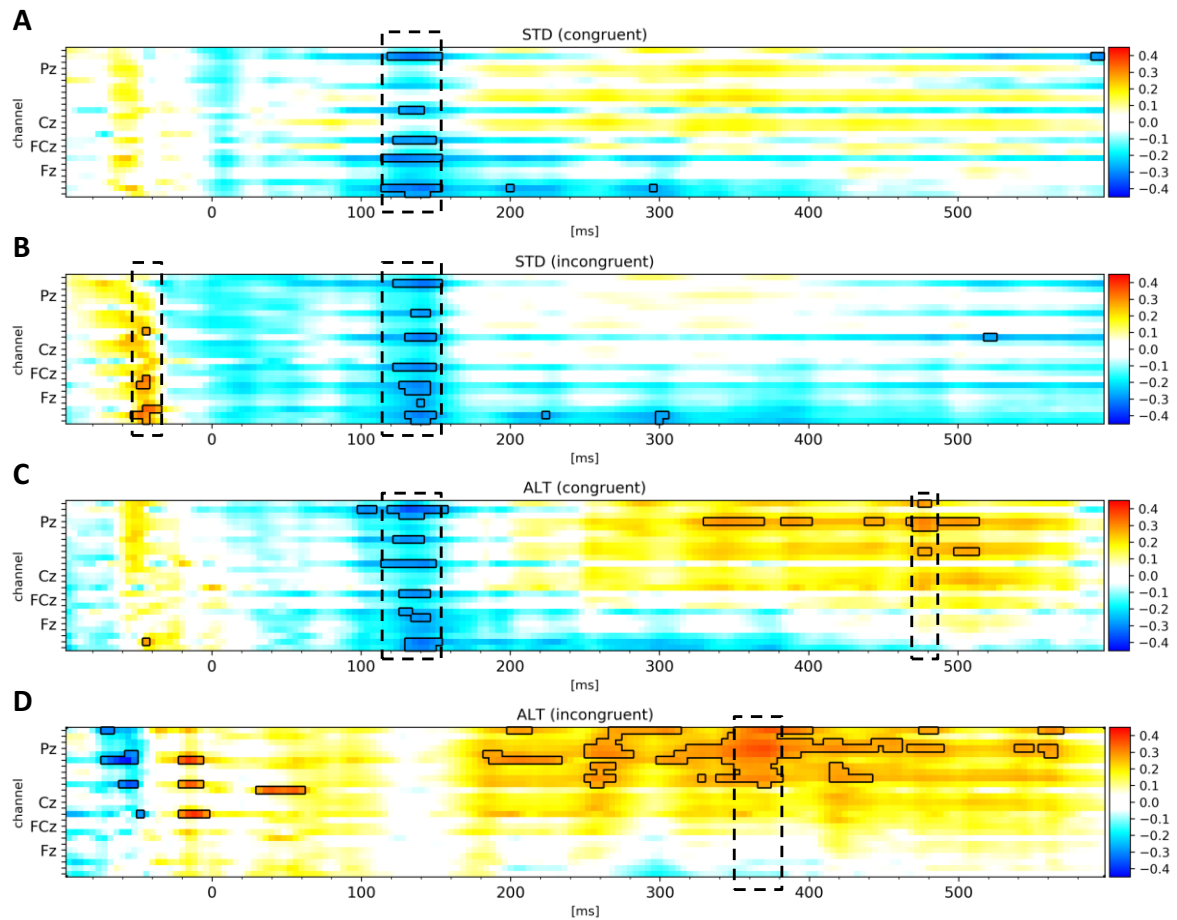 A
STD (congruent)
channel
Pz
Cz
FCz
Fz
0 100 200 300 400 500
[ms]
0.4
0.3
0.2
0.1
0.0
−0.1
−0.2
−0.3
−0.4
B
STD (incongruent)
channel
Pz
Cz
FCz
Fz
0 100 200 300 400 500
[ms]
0.4
0.3
0.2
0.1
0.0
−0.1
−0.2
−0.3
−0.4
C
ALT (congruent)
channel
Pz
Cz
FCz
Fz
0 100 200 300 400 500
[ms]
0.4
0.3
0.2
0.1
0.0
−0.1
−0.2
−0.3
−0.4
D
ALT (incongruent)
channel
Pz
Cz
FCz
Fz
0 100 200 300 400 500
[ms]
0.4
0.3
0.2
0.1
0.0
−0.1
−0.2
−0.3
−0.4